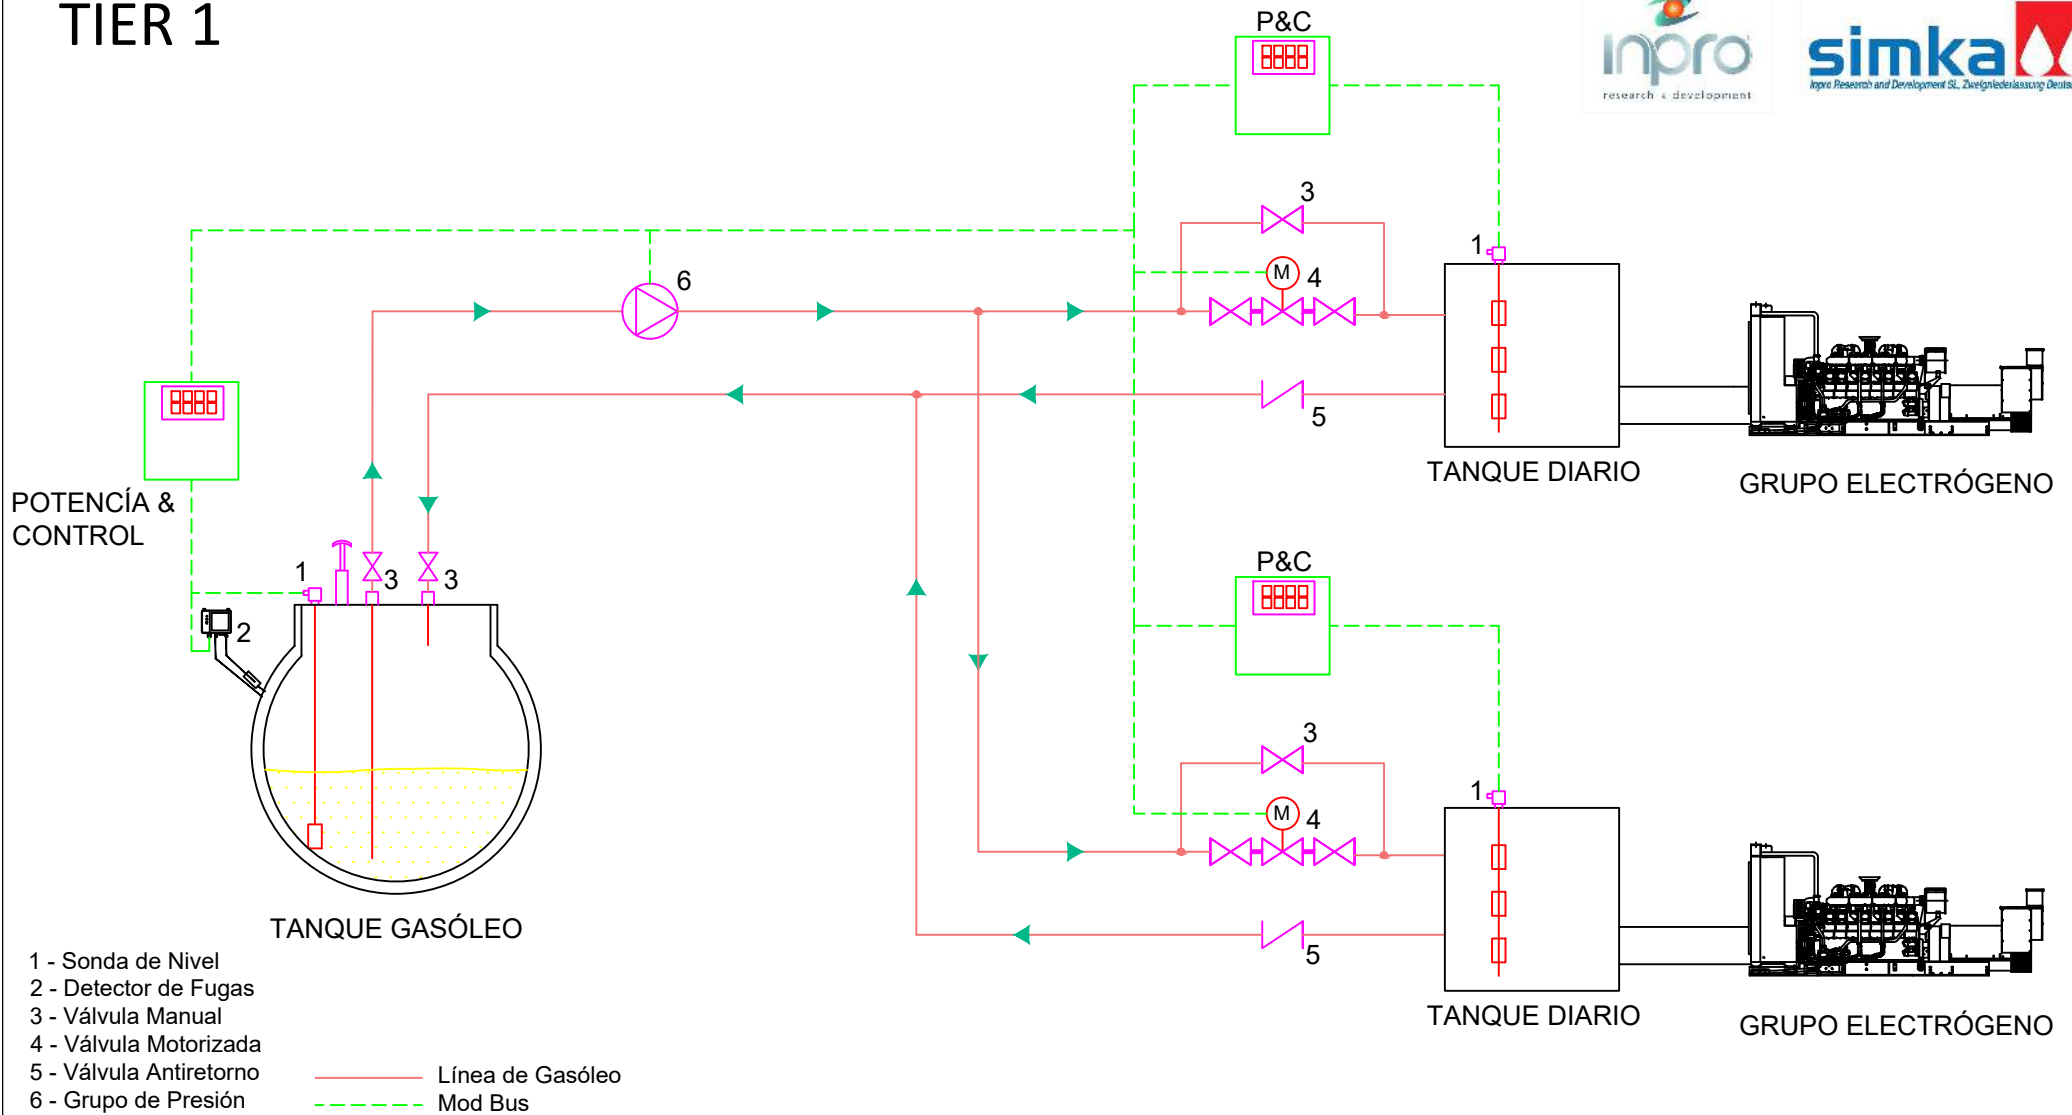 TIER 1
P&C
inpro
research & development
simka
Inpro Research and Development SL, Zweigniederlassung
3
1
M
4
6
5
TANQUE DIARIO
GRUPO ELECTRÓGENO
POTENCÍA &
CONTROL
1
3
3
2
P&C
3
1
M
4
5
TANQUE DIARIO
GRUPO ELECTRÓGENO
TANQUE GASÓLEO
1 - Sonda de Nivel
2 - Detector de Fugas
3 - Válvula Manual
4 - Válvula Motorizada
5 - Válvula Antiretorno
6 - Grupo de Presión
Línea de Gasóleo
Mod Bus